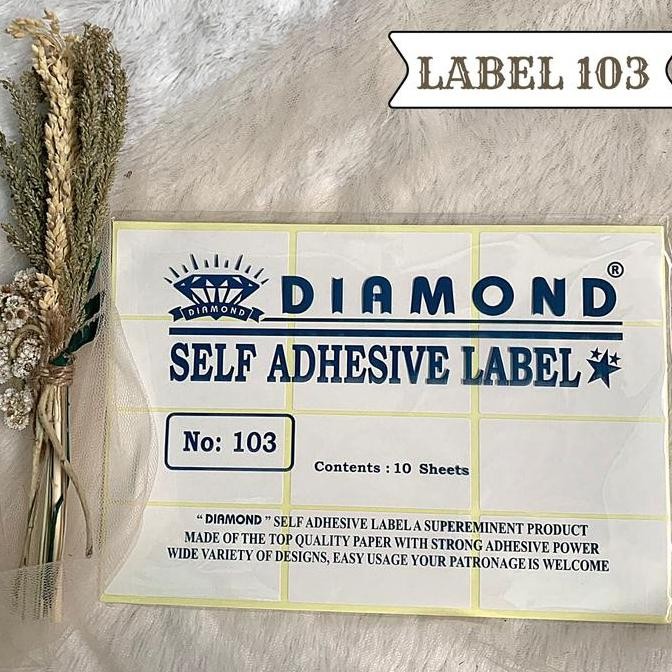 LABEL 103
DIAMOND®
DIAMOND
SELF ADHESIVE LABEL
No: 103
Contents : 10 Sheets
“ DIAMOND ” SELF ADHESIVE LABEL A SUPEREMINENT PRODUCT
MADE OF THE TOP QUALITY PAPER WITH STRONG ADHESIVE POWER
WIDE VARIETY OF DESIGNS, EASY USAGE YOUR PATRONAGE IS WELCOME